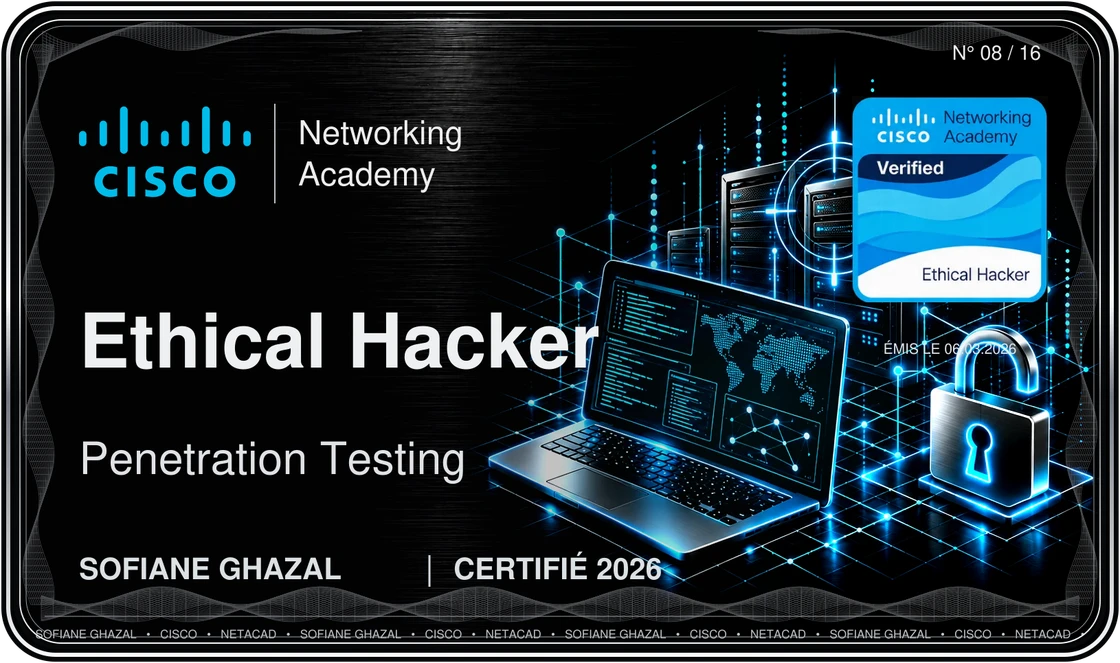 N° 08 / 16
CISCO
Networking
Academy
CISCO
Networking
Academy
Verified
Ethical Hacker
Ethical Hacker
ÉMIS LE 06.03.2026
Penetration Testing
SOFIANE GHAZAL | CERTIFIÉ 2026
SOFIANE GHAZAL • CISCO • NETACAD • SOFIANE GHAZAL • CISCO • NETACAD • SOFIANE GHAZAL • CISCO • NETACAD • SOFIANE GHAZAL • CISCO • NETACAD •